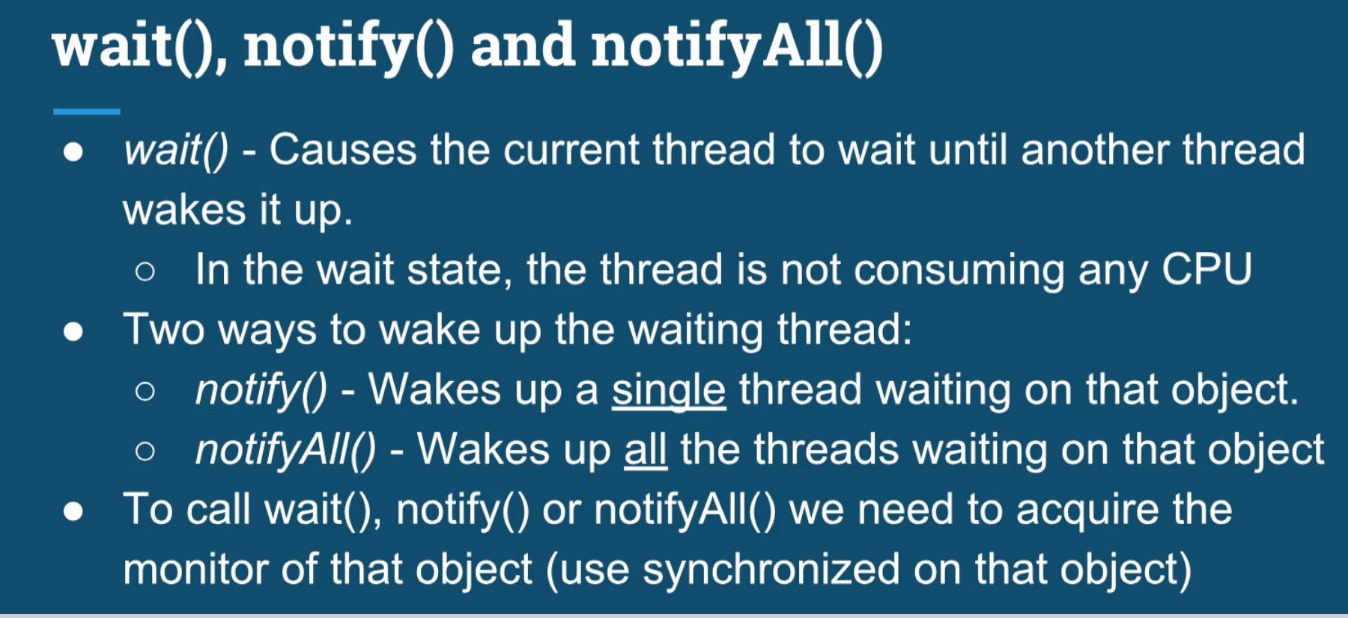 wait(), notify() and notifyAll()
● wait() - Causes the current thread to wait until another thread
wakes it up.
○ In the wait state, the thread is not consuming any CPU
● Two ways to wake up the waiting thread:
○ notify() - Wakes up a single thread waiting on that object.
○ notifyAll() - Wakes up all the threads waiting on that object
● To call wait(), notify() or notifyAll() we need to acquire the
monitor of that object (use synchronized on that object)